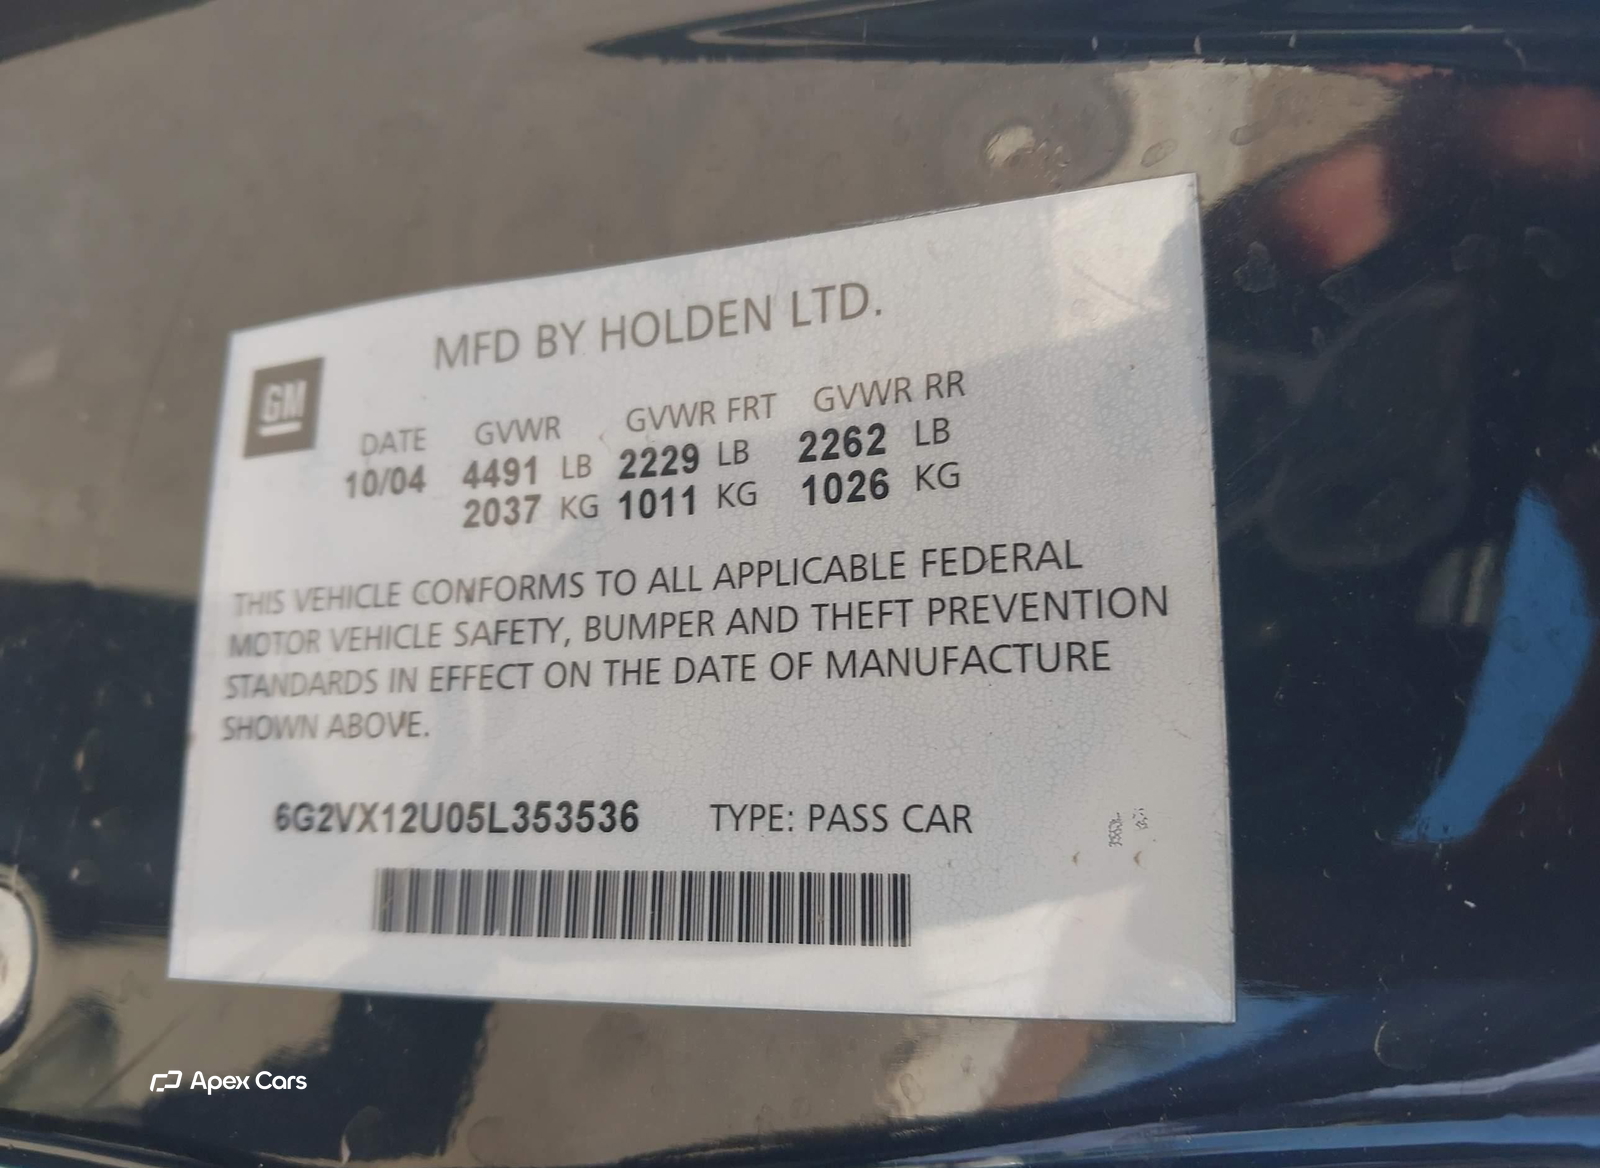 MFD BY HOLDEN LTD.
GM
DATE GVWR GVWR FRT GVWR RR
10/04 4491 LB 2229 LB 2262 LB
2037 KG 1011 KG 1026 KG
THIS VEHICLE CONFORMS TO ALL APPLICABLE FEDERAL
MOTOR VEHICLE SAFETY, BUMPER AND THEFT PREVENTION
STANDARDS IN EFFECT ON THE DATE OF MANUFACTURE
SHOWN ABOVE.
6G2VX12U05L353536 TYPE: PASS CAR
Apex Cars